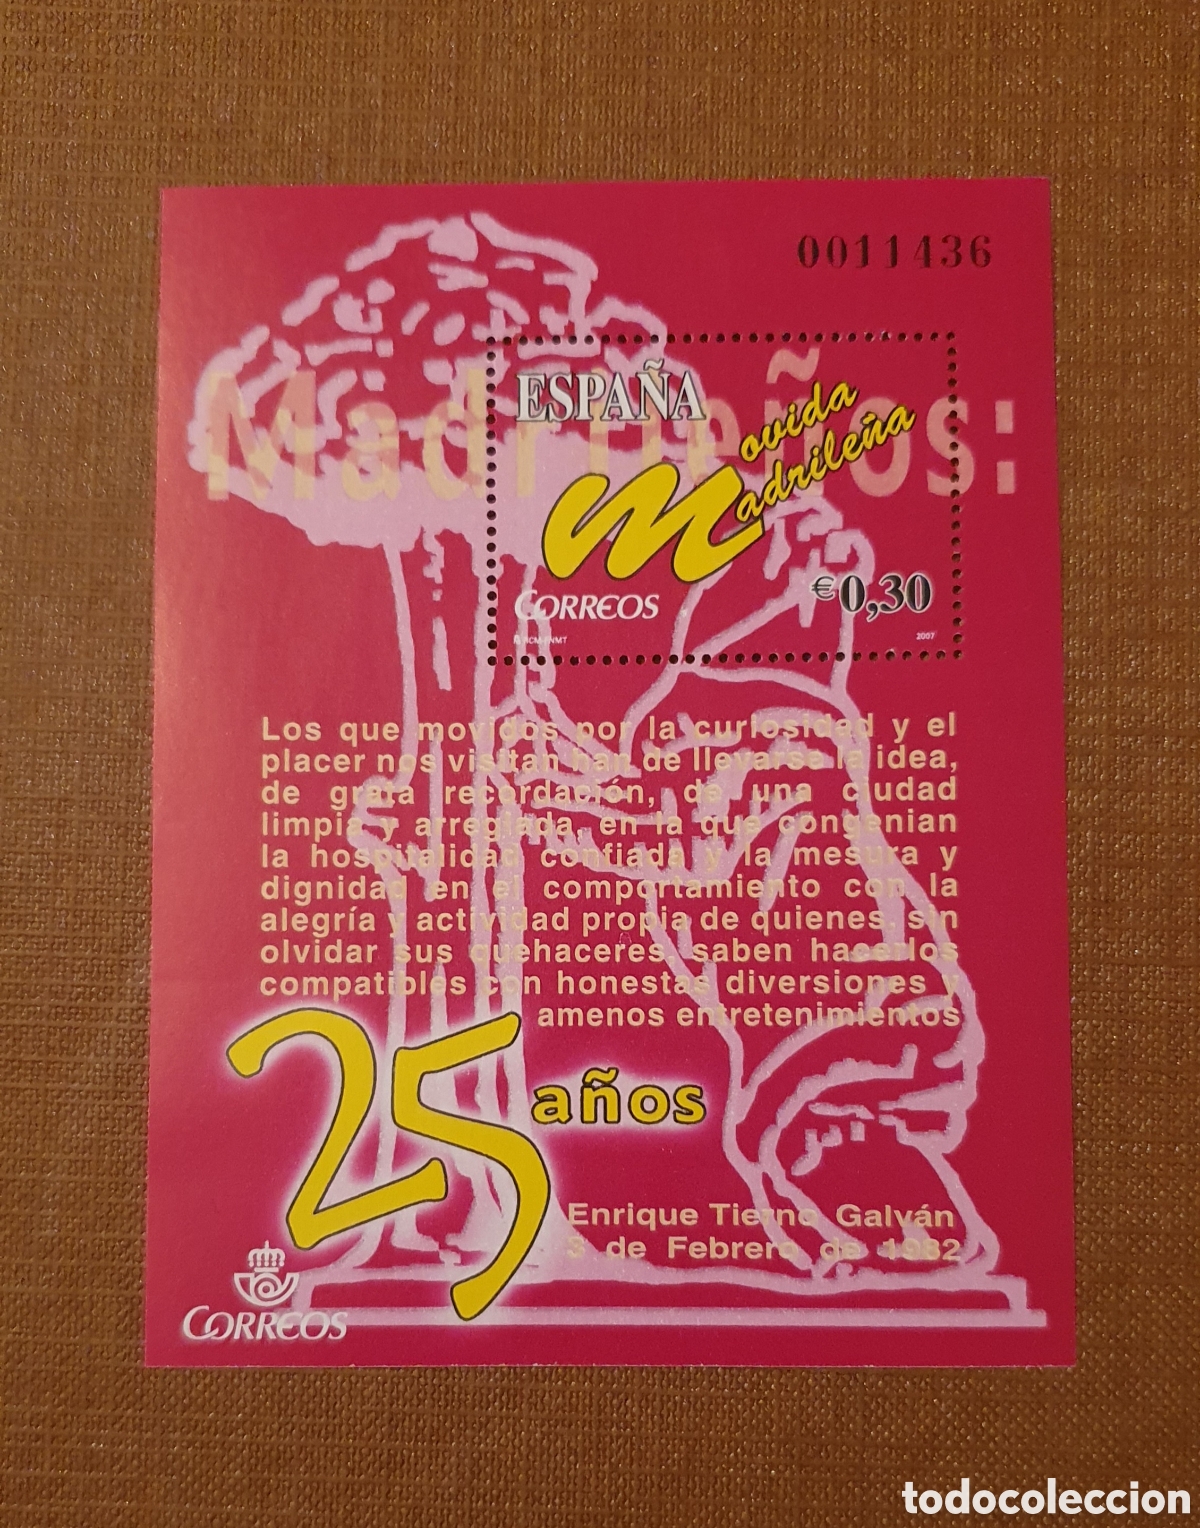 0011436
Madrileños:
ESPAÑA
Movida
Madrileña
CORREOS
€0,30
RCM-FNMT
2007
Los que movidos por la curiosidad y el
placer nos visitan han de llevarse la idea,
de grata recordación, de una ciudad
limpia y arreglada, en la que congenian
la hospitalidad confiada y la mesura y
dignidad en el comportamiento con la
alegría y actividad propia de quienes, sin
olvidar sus quehaceres, saben hacerlos
compatibles con honestas diversiones y
amenos entretenimientos
25 años
Enrique Tierno Galván
3 de Febrero de 1982
CORREOS
todocoleccion